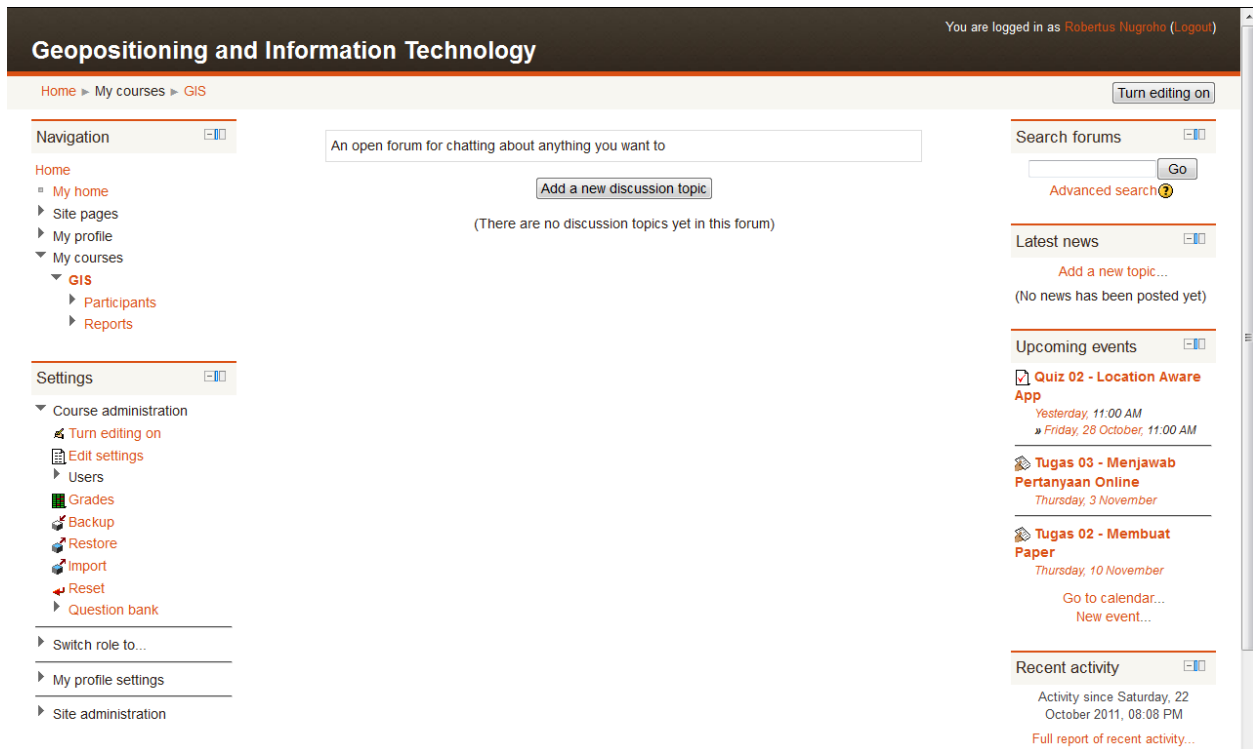 You are logged in as Robertus Nugroho (Logout)
Geopositioning and Information Technology
Home ► My courses ► GIS
Turn editing on
Navigation
Home
My home
Site pages
My profile
My courses
GIS
Participants
Reports
Settings
Course administration
Turn editing on
Edit settings
Users
Grades
Backup
Restore
Import
Reset
Question bank
Switch role to...
My profile settings
Site administration
An open forum for chatting about anything you want to
Add a new discussion topic
(There are no discussion topics yet in this forum)
Search forums
Go
Advanced search
Latest news
Add a new topic...
(No news has been posted yet)
Upcoming events
Quiz 02 - Location Aware
App
Yesterday, 11:00 AM
» Friday, 28 October, 11:00 AM
Tugas 03 - Menjawab
Pertanyaan Online
Thursday, 3 November
Tugas 02 - Membuat
Paper
Thursday, 10 November
Go to calendar...
New event...
Recent activity
Activity since Saturday, 22
October 2011, 08:08 PM
Full report of recent activity...